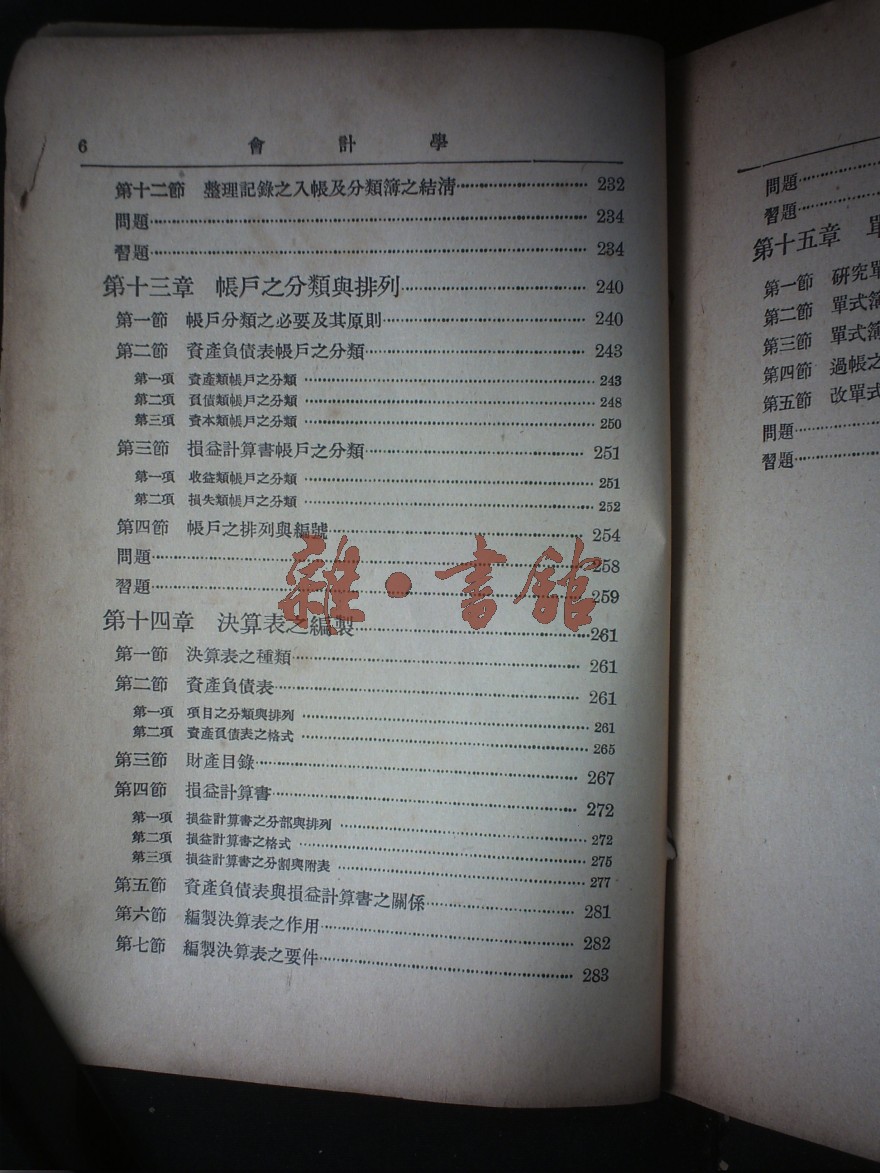 6 會計學
第十二節 整理記錄之入帳及分類簿之結清 232
問題 234
習題 234
第十三章 帳戶之分類與排列 240
第一節 帳戶分類之必要及其原則 240
第二節 資產負債表帳戶之分類 243
第一項 資產類帳戶之分類 243
第二項 負債類帳戶之分類 248
第三項 資本類帳戶之分類 250
第三節 損益計算書帳戶之分類 251
第一項 收益類帳戶之分類 251
第二項 損失類帳戶之分類 252
第四節 帳戶之排列與編號 254
問題 258
習題 259
第十四章 決算表之編製 261
第一節 決算表之種類 261
第二節 資產負債表 261
第一項 項目之分類與排列 261
第二項 資產負債表之格式 265
第三節 財產目錄 267
第四節 損益計算書 272
第一項 損益計算書之分部與排列 272
第二項 損益計算書之格式 275
第三項 損益計算書之分割與附表 277
第五節 資產負債表與損益計算書之關係 281
第六節 編製決算表之作用 282
第七節 編製決算表之要件 283
雜·書館
問題
習題
第十五章 單
第一節 研究單
第二節 單式簿
第三節 單式簿
第四節 過帳之
第五節 改單式
問題
習題